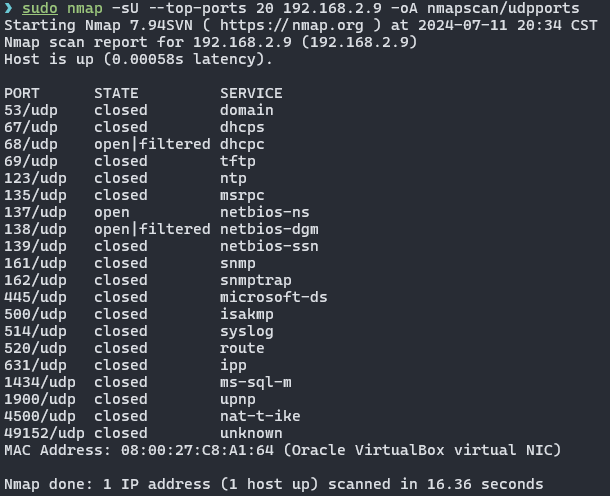 ❯ sudo nmap -sU --top-ports 20 192.168.2.9 -oA nmapscan/udpports
Starting Nmap 7.94SVN ( https://nmap.org ) at 2024-07-11 20:34 CST
Nmap scan report for 192.168.2.9 (192.168.2.9)
Host is up (0.00058s latency).

PORT      STATE         SERVICE
53/udp    closed        domain
67/udp    closed        dhcps
68/udp    open|filtered dhcpc
69/udp    closed        tftp
123/udp   closed        ntp
135/udp   closed        msrpc
137/udp   open          netbios-ns
138/udp   open|filtered netbios-dgm
139/udp   closed        netbios-ssn
161/udp   closed        snmp
162/udp   closed        snmptrap
445/udp   closed        microsoft-ds
500/udp   closed        isakmp
514/udp   closed        syslog
520/udp   closed        route
631/udp   closed        ipp
1434/udp  closed        ms-sql-m
1900/udp  closed        upnp
4500/udp  closed        nat-t-ike
49152/udp closed        unknown
MAC Address: 08:00:27:C8:A1:64 (Oracle VirtualBox virtual NIC)

Nmap done: 1 IP address (1 host up) scanned in 16.36 seconds